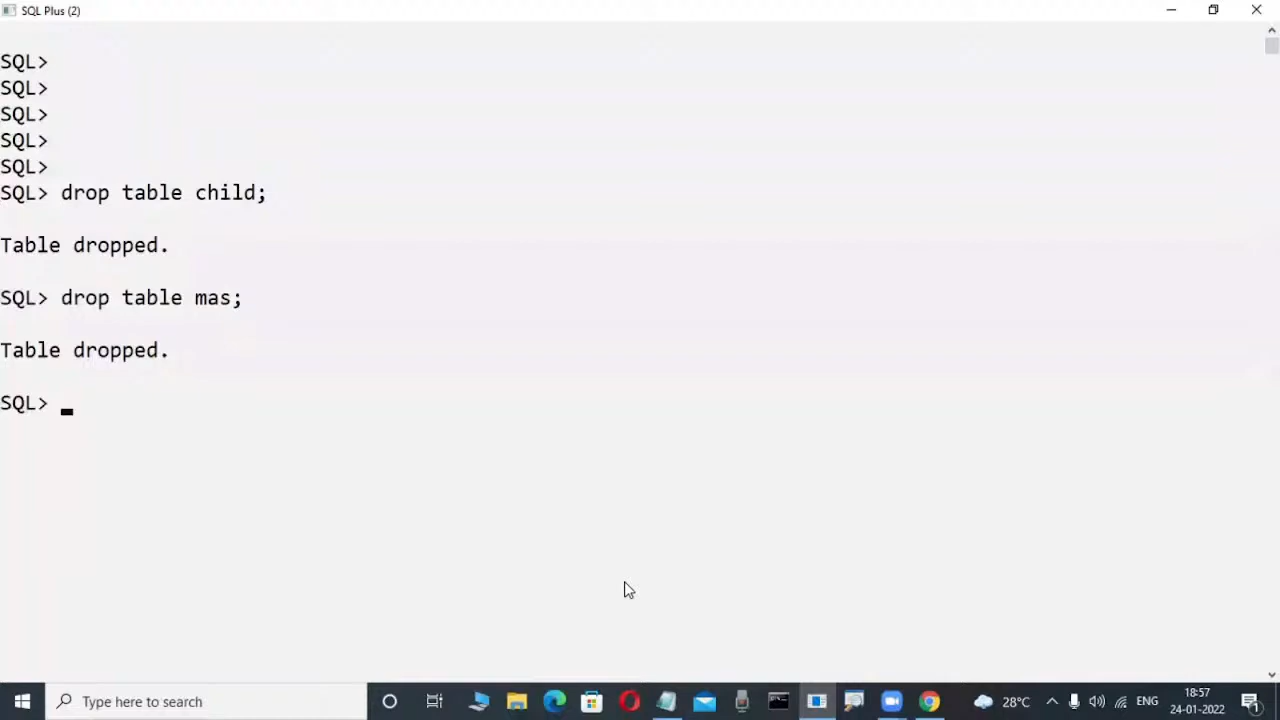 SQL Plus (2)
SQL>
SQL>
SQL>
SQL>
SQL>
SQL> drop table child;
Table dropped.
SQL> drop table mas;
Table dropped.
SQL>
Type here to search
28°C
ENG
18:57
24-01-2022
1